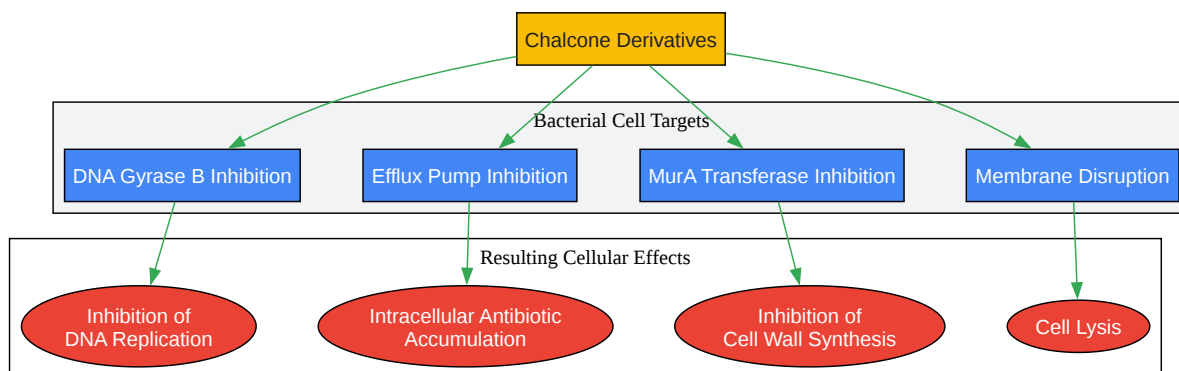 Chalcone Derivatives
Bacterial Cell Targets
DNA Gyrase B Inhibition
Efflux Pump Inhibition
MurA Transferase Inhibition
Membrane Disruption
Resulting Cellular Effects
Inhibition of
DNA Replication
Intracellular Antibiotic
Accumulation
Inhibition of
Cell Wall Synthesis
Cell Lysis